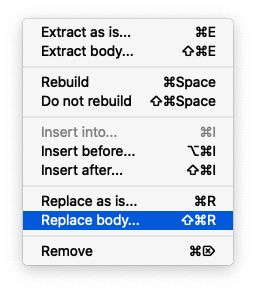 Extract as is... ⌘E
Extract body... ⇧⌘E
Rebuild ⌘Space
Do not rebuild ⇧⌘Space
Insert into... ⌘I
Insert before... ⌥⌘I
Insert after... ⇧⌘I
Replace as is... ⌘R
Replace body... ⇧⌘R
Remove ⌘⌦